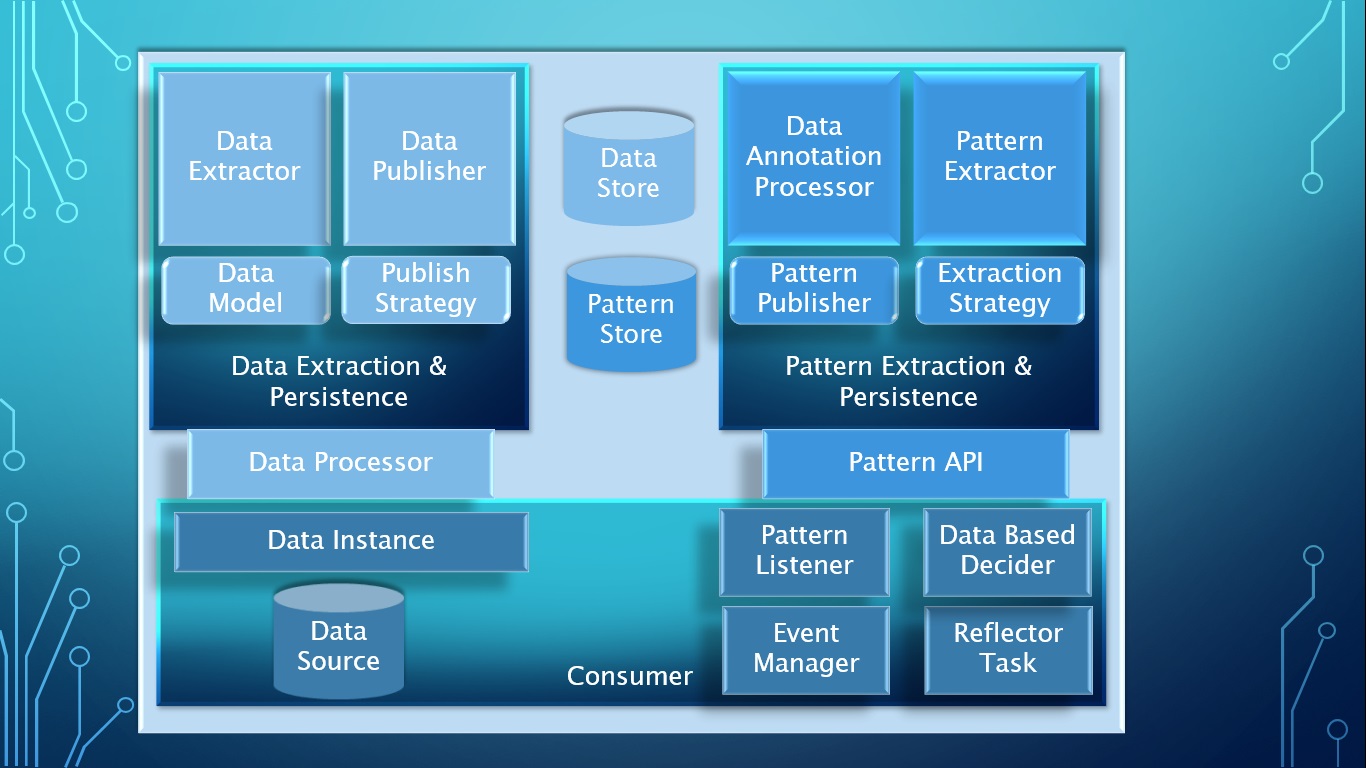 Data
Extractor
Data
Publisher
Data
Model
Publish
Strategy
Data Extraction &
Persistence
Data
Store
Pattern
Store
Data
Annotation
Processor
Pattern
Extractor
Pattern
Publisher
Extraction
Strategy
Pattern Extraction &
Persistence
Data Processor
Pattern API
Data Instance
Data
Source
Consumer
Pattern
Listener
Data Based
Decider
Event
Manager
Reflector
Task